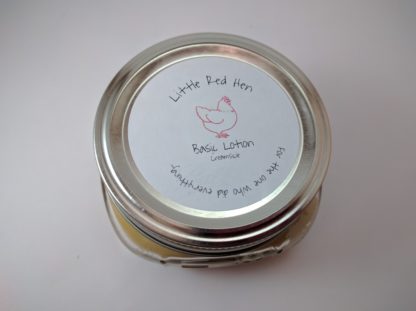 Little Red Hen
Basic Lotion
Creamsicle
for the one who did everything.